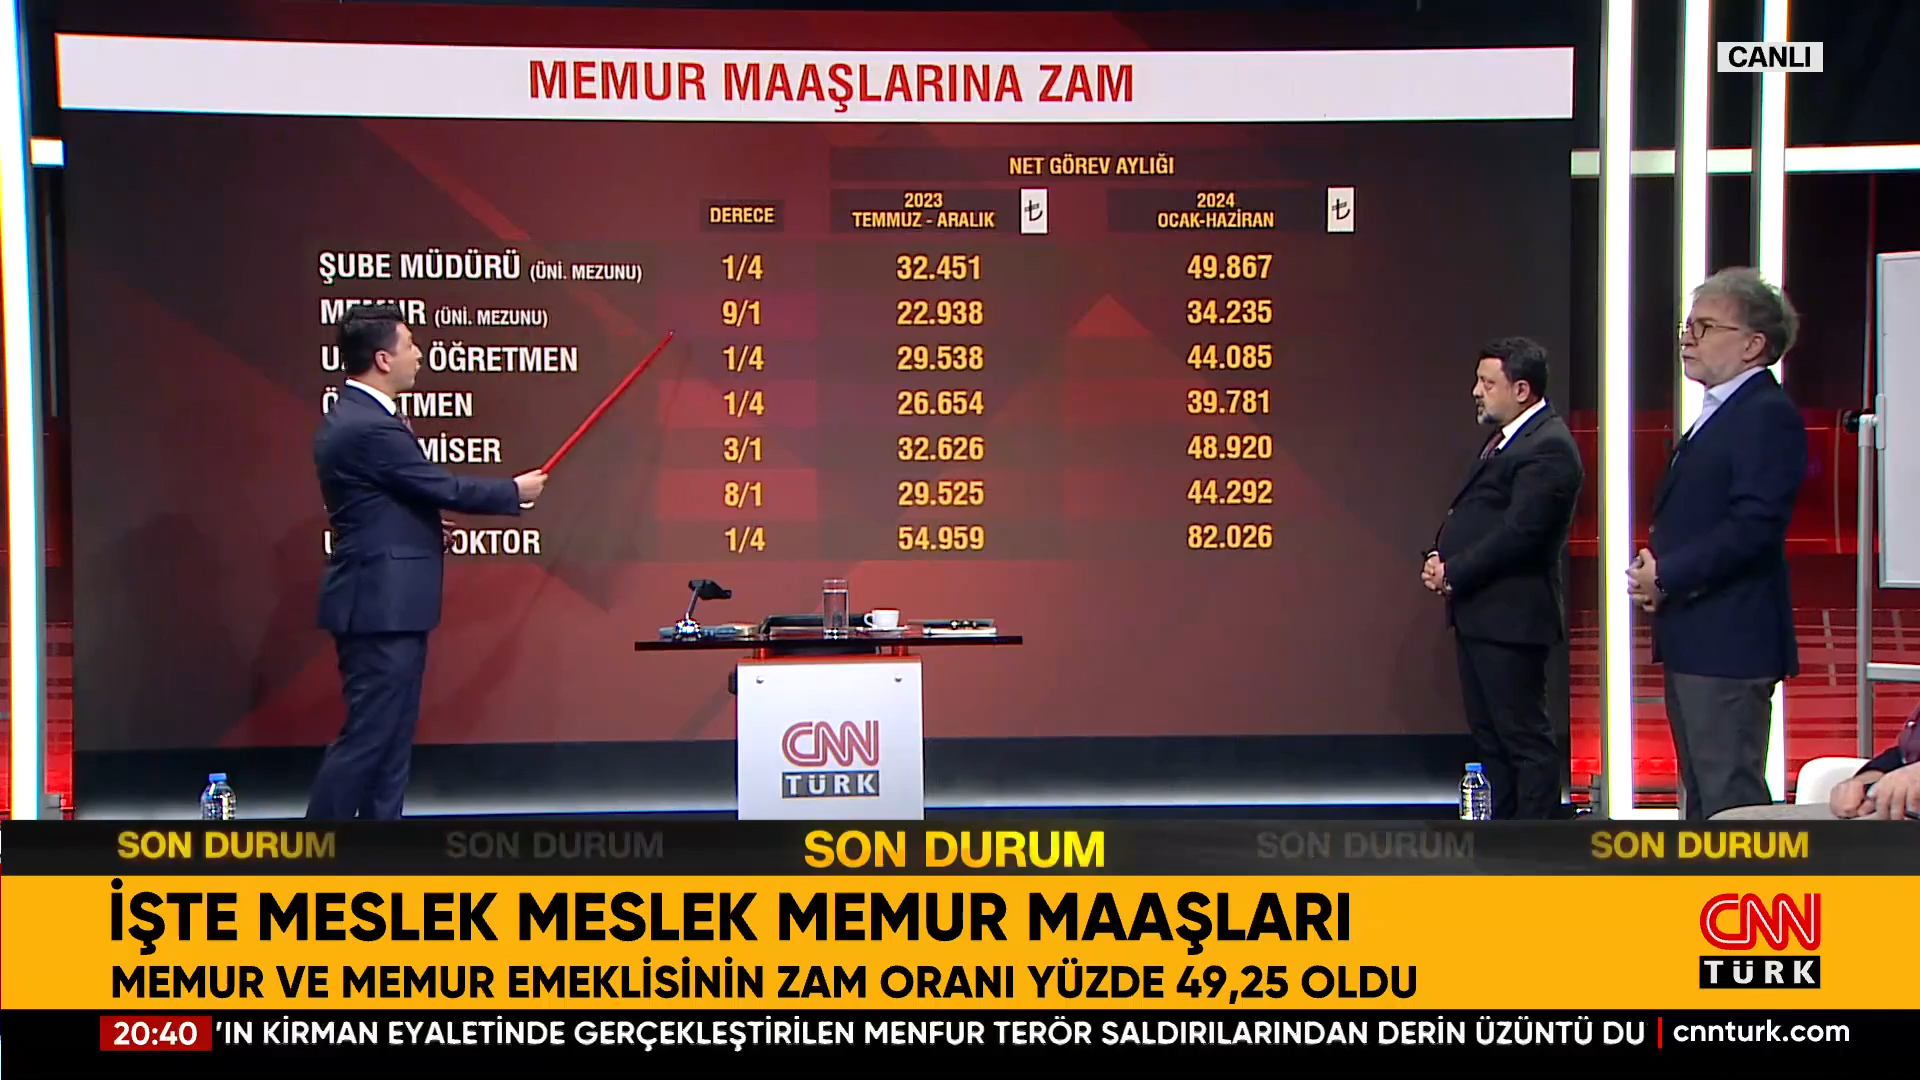 CANLI
MEMUR MAAŞLARINA ZAM
NET GÖREV AYLIĞI
DERECE 2023 TEMMUZ - ARALIK ₺ 2024 OCAK-HAZİRAN ₺
ŞUBE MÜDÜRÜ (ÜNİ. MEZUNU) 1/4 32.451 49.867
(ÜNİ. MEZUNU) 9/1 22.938 34.235
ÖĞRETMEN 1/4 29.538 44.085
1/4 26.654 39.781
3/1 32.626 48.920
8/1 29.525 44.292
1/4 54.959 82.026
CNN
TÜRK
SON DURUM SON DURUM SON DURUM SON DURUM SON DURUM
İŞTE MESLEK MESLEK MEMUR MAAŞLARI
MEMUR VE MEMUR EMEKLİSİNİN ZAM ORANI YÜZDE 49,25 OLDU
CNN
TÜRK
20:40 'IN KİRMAN EYALETİNDE GERÇEKLEŞTİRİLEN MENFUR TERÖR SALDIRILARINDAN DERİN ÜZÜNTÜ DU cnnturk.com